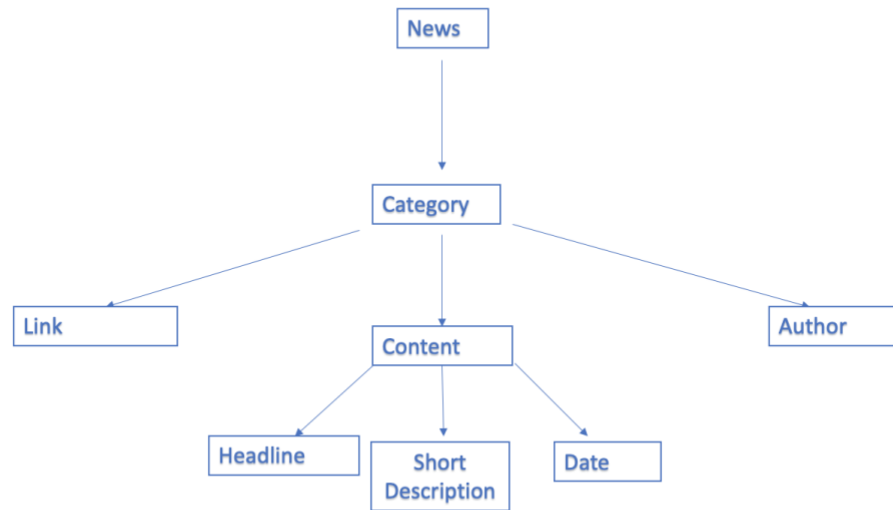 News
Category
Link
Author
Content
Headline
Short
Description
Date